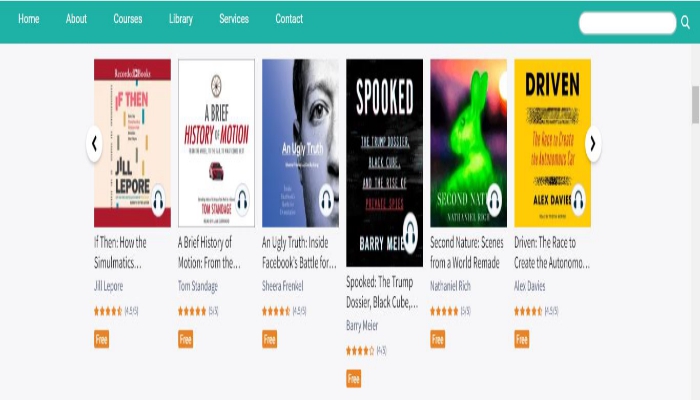 Home About Courses Library Services Contact
Recorded Books
IF THEN
JILL
LEPORE
A BRIEF
HISTORY OF MOTION
TOM STANDAGE
An Ugly Truth
SPOOKED
THE TRUMP DOSSIER,
BLACK CUBE,
AND THE RISE OF
PRIVATE SPIES
BARRY MEIE
SECOND NATU
NATHANIEL RICH
DRIVEN
The Race to Create
the Autonomous Car
ALEX DAVIES
If Then: How the
Simulmatics...
Jill Lepore
(4.5/5)
Free
A Brief History of
Motion: From the...
Tom Standage
(5/5)
Free
An Ugly Truth: Inside
Facebook's Battle for...
Sheera Frenkel
(4.5/5)
Free
Spooked: The Trump
Dossier, Black Cube,...
Barry Meier
(4/5)
Free
Second Nature: Scenes
from a World Remade
Nathaniel Rich
(5/5)
Free
Driven: The Race to
Create the Autonomo...
Alex Davies
(4.5/5)
Free